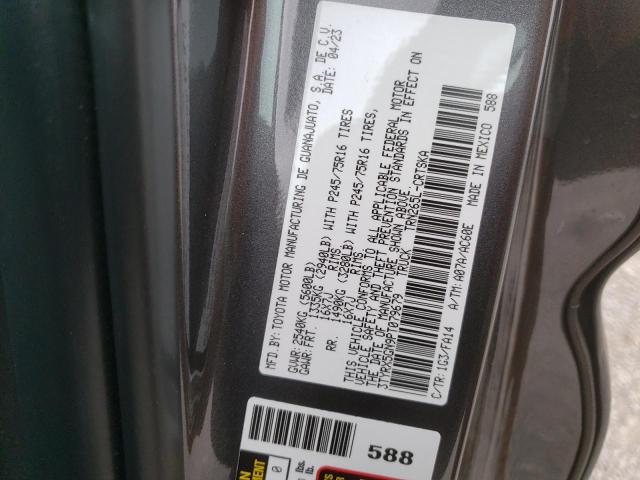 MFD.BY:TOYOTA MOTOR MANUFACTURING DE GUANAJUATO, S.A. DE C.V.
DATE: 04/23
GVWR:2540KG (5600LB)
GAWR:FRT. 1335KG (2940LB) WITH P245/75R16 TIRES
16X7J RIMS,
RR. 1490KG (3280LB) WITH P245/75R16 TIRES,
16X7J RIMS.
THIS VEHICLE CONFORMS TO ALL APPLICABLE FEDERAL MOTOR
VEHICLE SAFETY AND THEFT PREVENTION STANDARDS IN EFFECT ON
THE DATE OF MANUFACTURE SHOWN ABOVE.
TRUCK TRN265L-CRTSKA
C/TR:1G3/FA14 A/TM:A07A/AC60E MADE IN MEXICO 588
588
lbs.
lb.
0